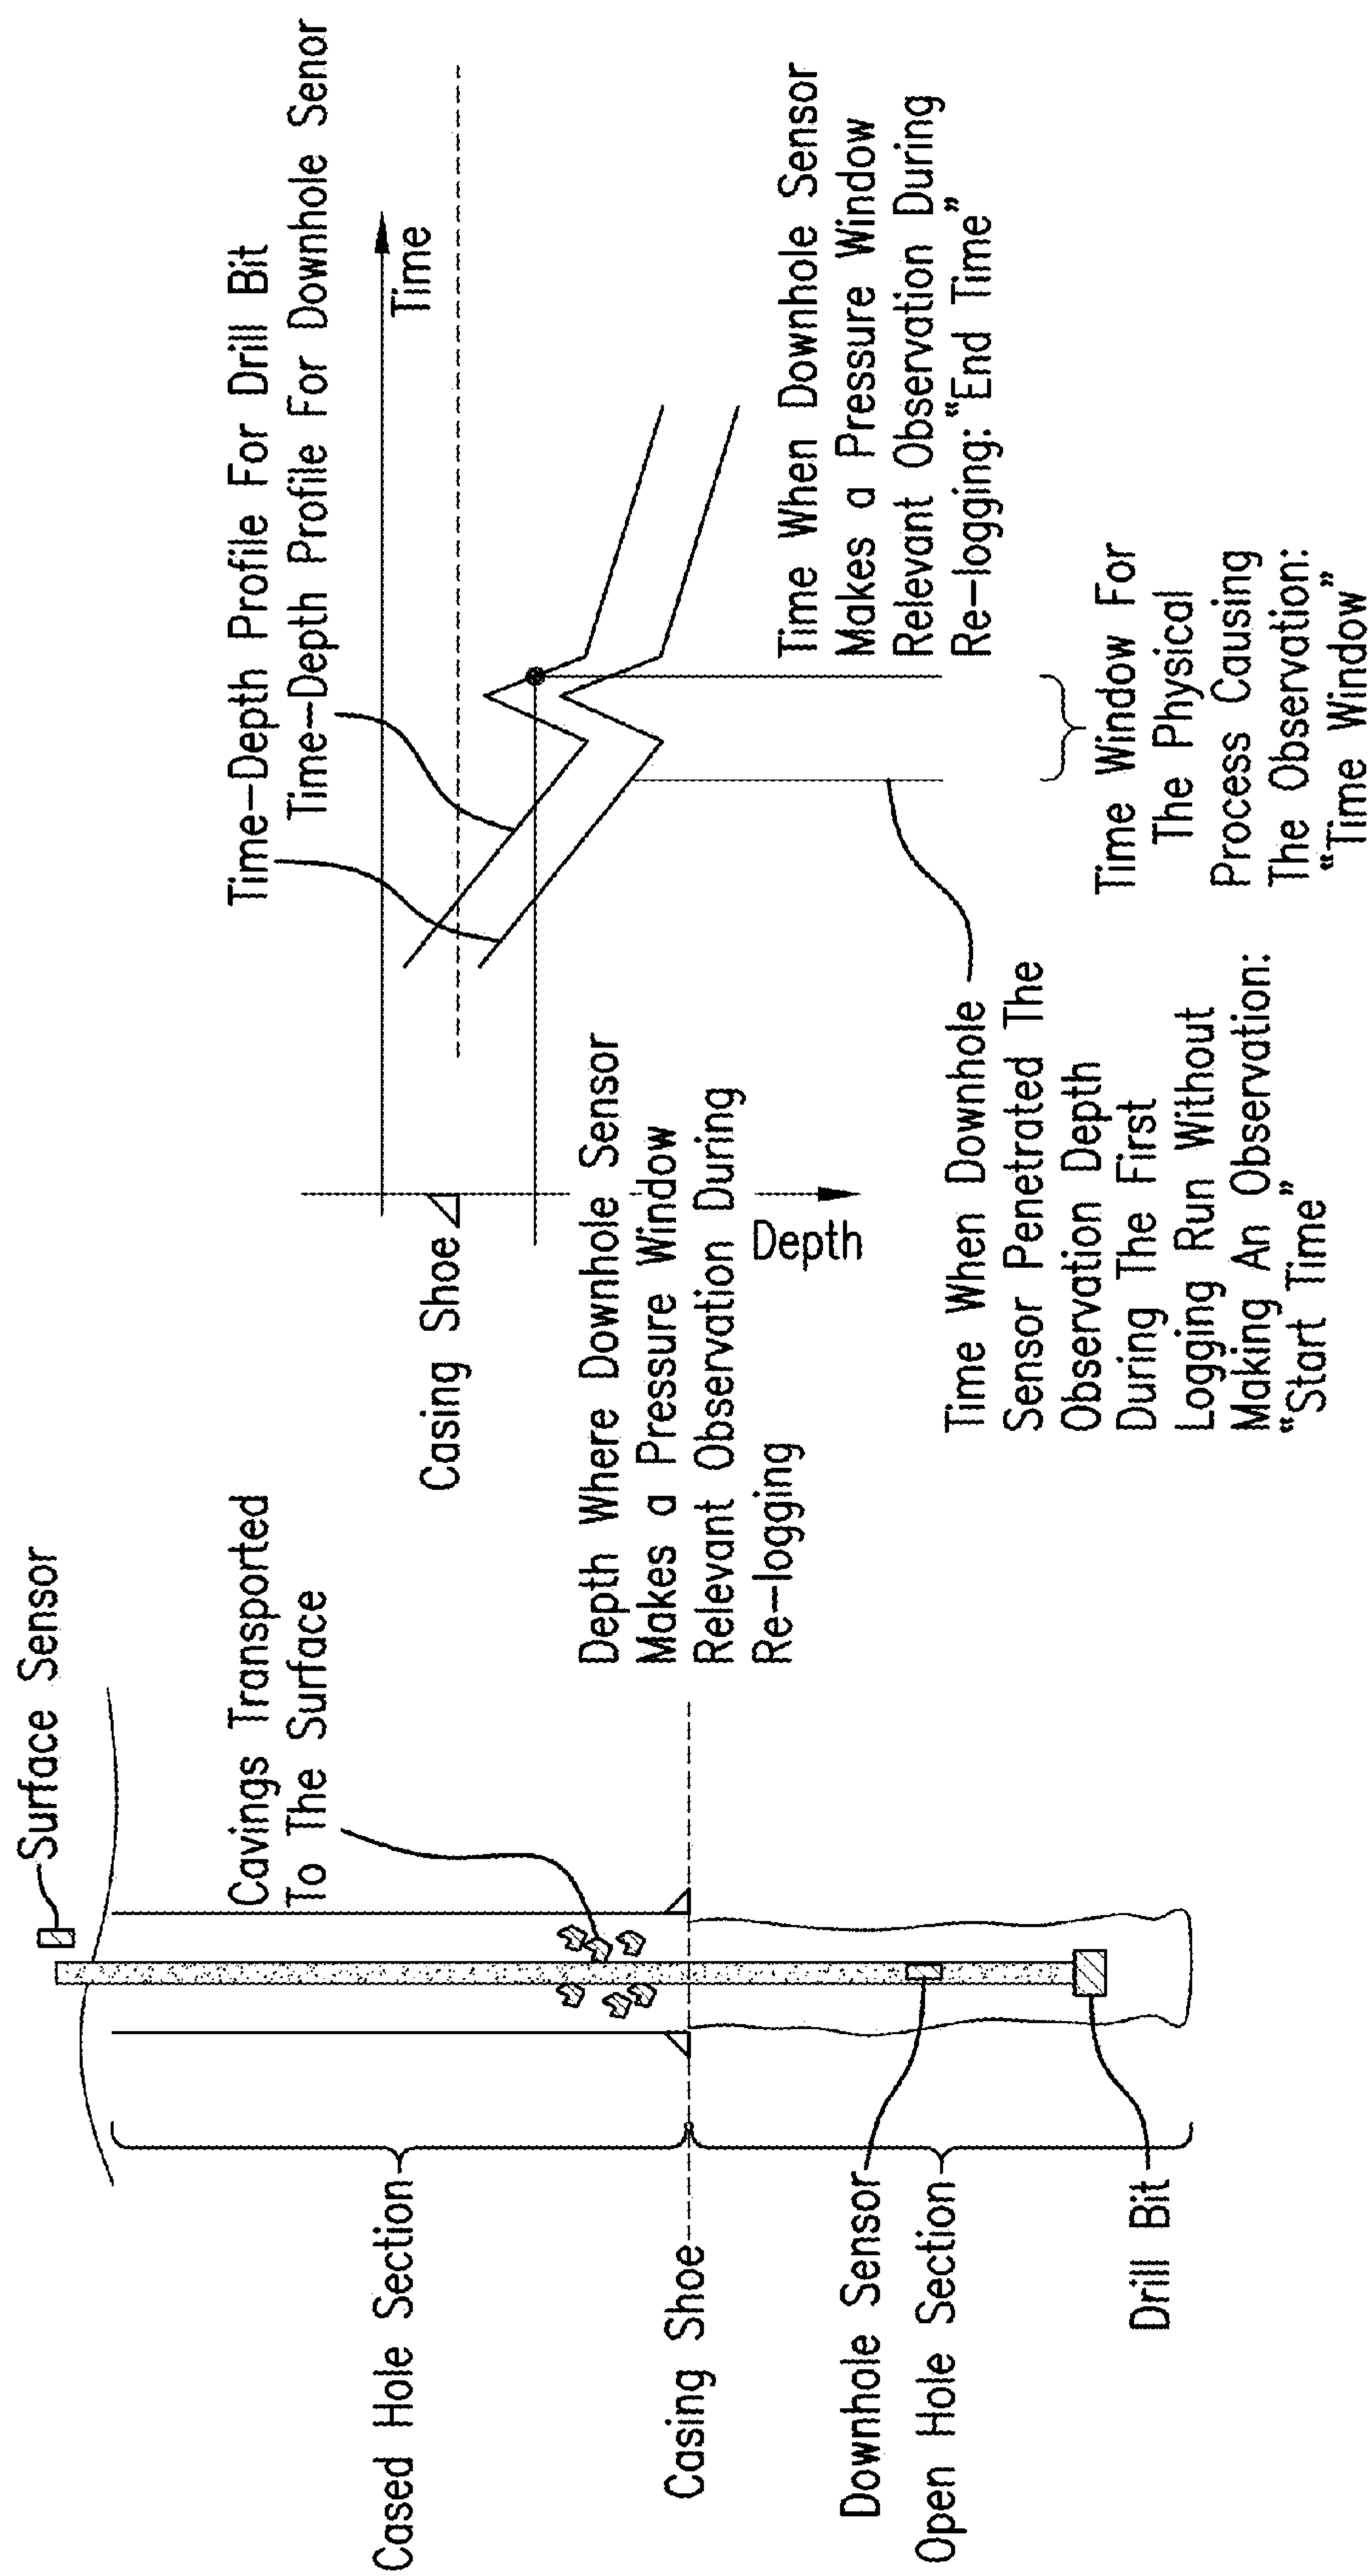 Surface Sensor
Cavings Transported
To The Surface
Cased Hole Section
Casing Shoe
Downhole Sensor
Open Hole Section
Drill Bit
Time-Depth Profile For Drill Bit
Time-Depth Profile For Downhole Senor
Time
Casing Shoe
Depth Where Downhole Sensor
Makes a Pressure Window
Relevant Observation During
Re-logging
Depth
Time When Downhole Sensor
Makes a Pressure Window
Relevant Observation During
Re-logging: "End Time"
Time When Downhole
Sensor Penetrated The
Observation Depth
During The First
Logging Run Without
Making An Observation:
"Start Time"
Time Window For
The Physical
Process Causing
The Observation:
"Time Window"